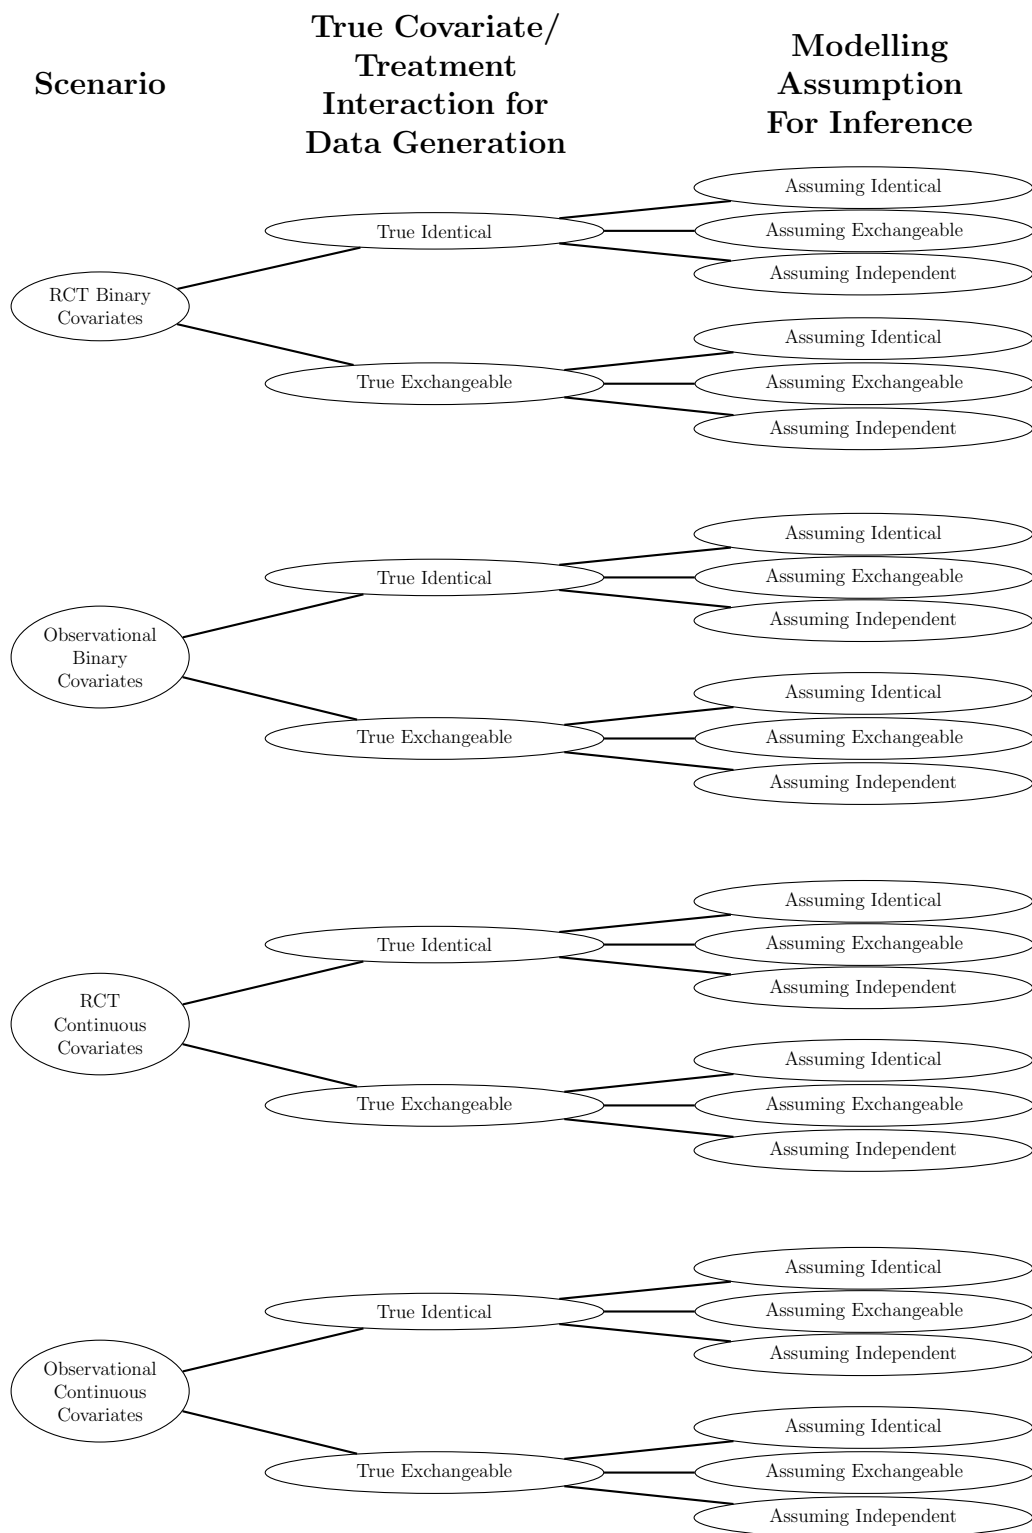 Scenario
True Covariate/
Treatment
Interaction for
Data Generation
Modelling
Assumption
For Inference
RCT Binary
Covariates
True Identical
Assuming Identical
Assuming Exchangeable
Assuming Independent
True Exchangeable
Assuming Identical
Assuming Exchangeable
Assuming Independent
Observational
Binary
Covariates
True Identical
Assuming Identical
Assuming Exchangeable
Assuming Independent
True Exchangeable
Assuming Identical
Assuming Exchangeable
Assuming Independent
RCT
Continuous
Covariates
True Identical
Assuming Identical
Assuming Exchangeable
Assuming Independent
True Exchangeable
Assuming Identical
Assuming Exchangeable
Assuming Independent
Observational
Continuous
Covariates
True Identical
Assuming Identical
Assuming Exchangeable
Assuming Independent
True Exchangeable
Assuming Identical
Assuming Exchangeable
Assuming Independent